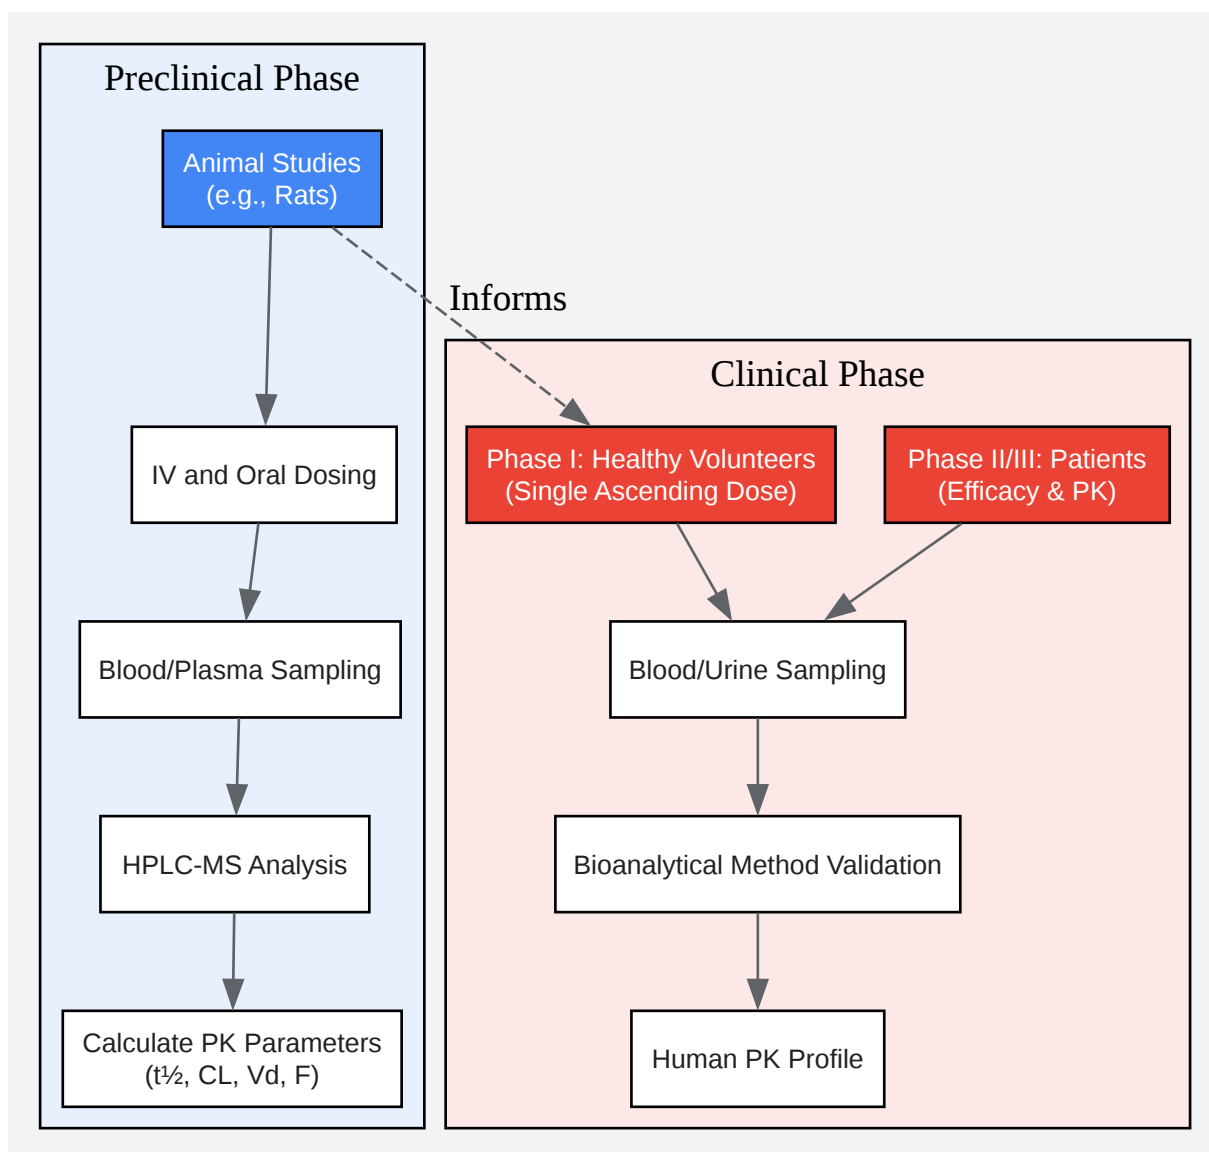 Preclinical Phase
Animal Studies
(e.g., Rats)
Informs
IV and Oral Dosing
Blood/Plasma Sampling
HPLC-MS Analysis
Calculate PK Parameters
(t½, CL, Vd, F)
Clinical Phase
Phase I: Healthy Volunteers
(Single Ascending Dose)
Phase II/III: Patients
(Efficacy & PK)
Blood/Urine Sampling
Bioanalytical Method Validation
Human PK Profile